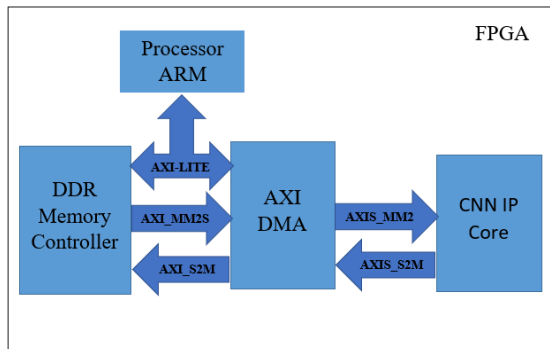 FPGA
Processor
ARM
AXI-LITE
DDR
Memory
Controller
AXI_MM2S
AXI_S2M
AXI
DMA
AXIS_MM2
AXIS_S2M
CNN IP
Core